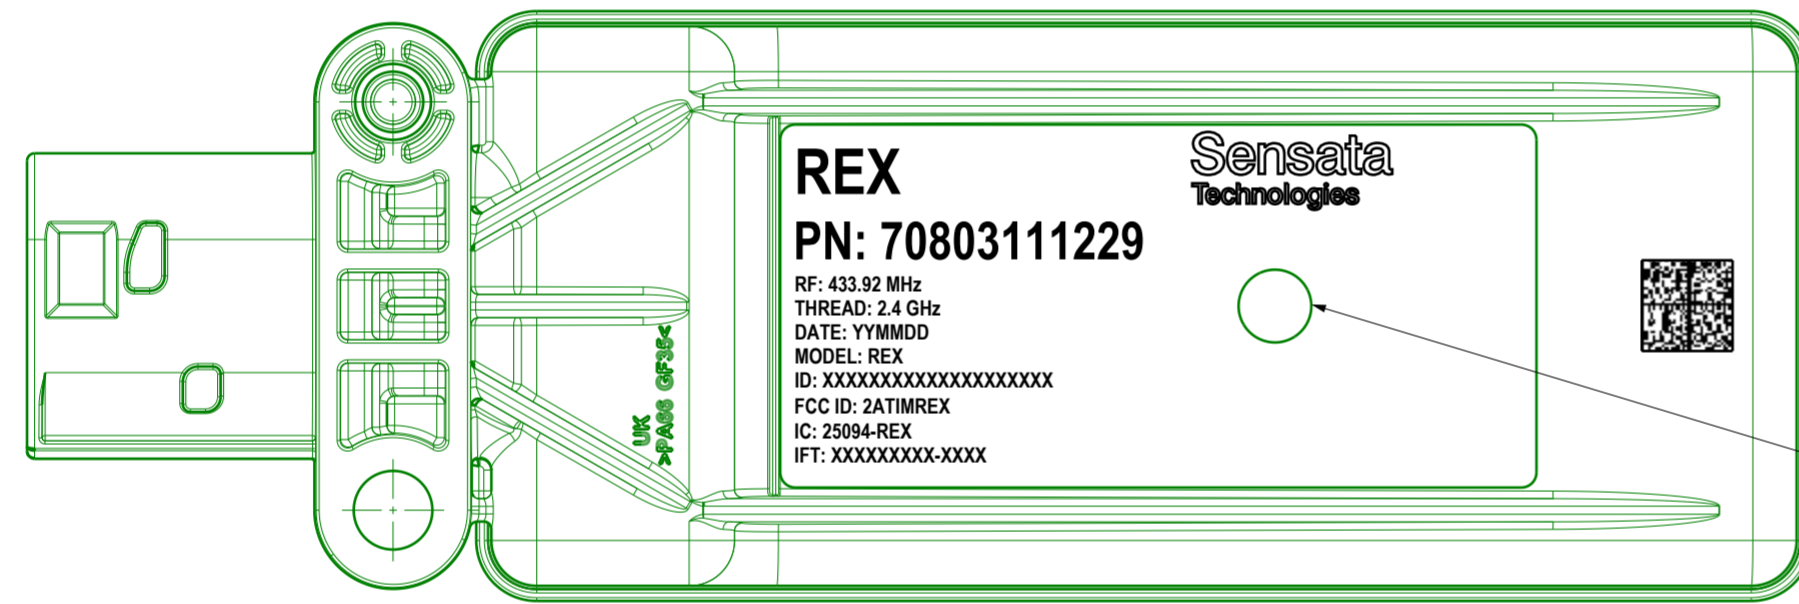 REX
Sensata
Technologies
PN: 70803111229
RF: 433.92 MHz
THREAD: 2.4 GHz
DATE: YYMMDD
MODEL: REX
ID: XXXXXXXXXXXXXXXXXXXX
FCC ID: 2ATIMREX
IC: 25094-REX
IFT: XXXXXXXXX-XXXX
UK
>PA66 GF35<